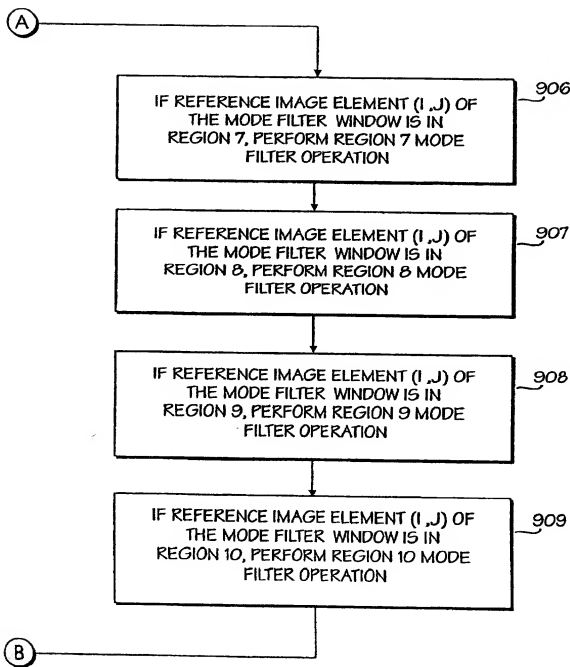 A
IF REFERENCE IMAGE ELEMENT (I ,J) OF
THE MODE FILTER WINDOW IS IN
REGION 7, PERFORM REGION 7 MODE
FILTER OPERATION
906
IF REFERENCE IMAGE ELEMENT (I ,J) OF
THE MODE FILTER WINDOW IS IN
REGION 8, PERFORM REGION 8 MODE
FILTER OPERATION
907
IF REFERENCE IMAGE ELEMENT (I ,J) OF
THE MODE FILTER WINDOW IS IN
REGION 9, PERFORM REGION 9 MODE
FILTER OPERATION
908
IF REFERENCE IMAGE ELEMENT (I ,J) OF
THE MODE FILTER WINDOW IS IN
REGION 10, PERFORM REGION 10 MODE
FILTER OPERATION
909
B